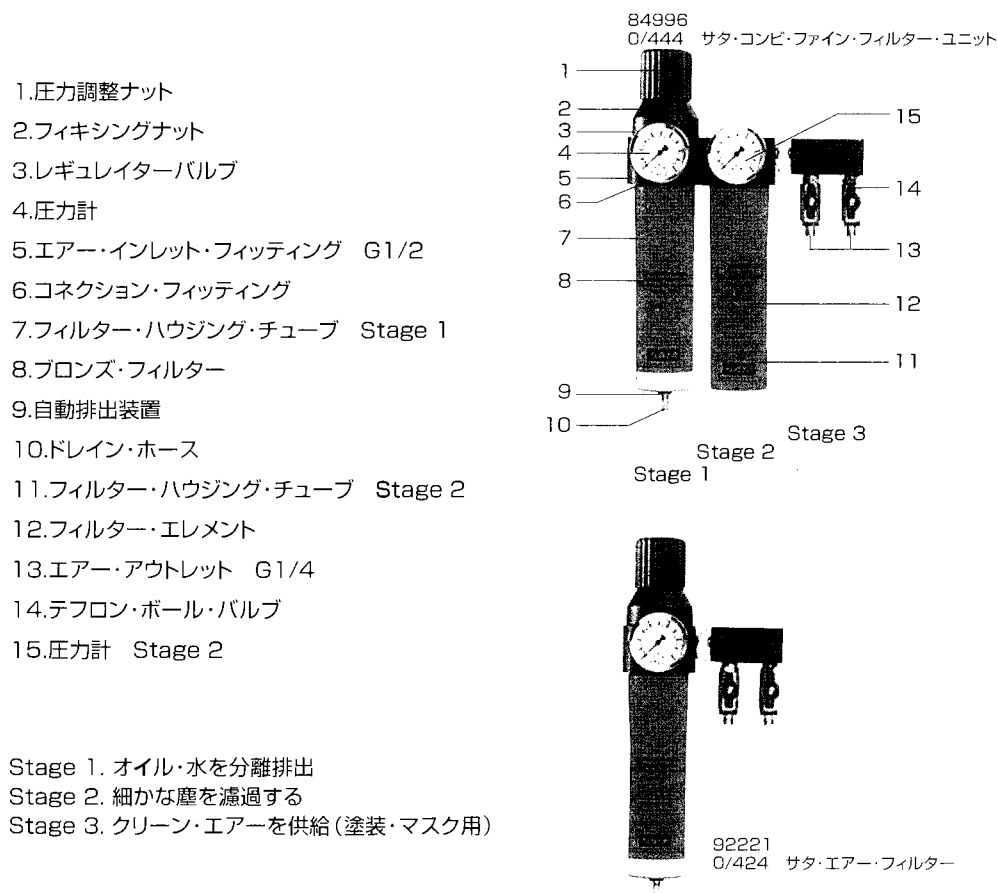 84996
0/444 サタ・コンビ・ファイン・フィルター・ユニット
1.圧力調整ナット
2.フィキシングナット
3.レギュレイターバルブ
4.圧力計
5.エアー・インレット・フィッティング G1/2
6.コネクション・フィッティング
7.フィルター・ハウジング・チューブ Stage 1
8.ブロンズ・フィルター
9.自動排出装置
10.ドレイン・ホース
11.フィルター・ハウジング・チューブ Stage 2
12.フィルター・エレメント
13.エアー・アウトレット G1/4
14.テフロン・ボール・バルブ
15.圧力計 Stage 2
1
2
3
4
5
6
7
8
9
10
15
14
13
12
11
Stage 3
Stage 2
Stage 1
Stage 1. オイル・水を分離排出
Stage 2. 細かな塵を濾過する
Stage 3. クリーン・エアーを供給(塗装・マスク用)
92221
0/424 サタ・エアー・フィルター